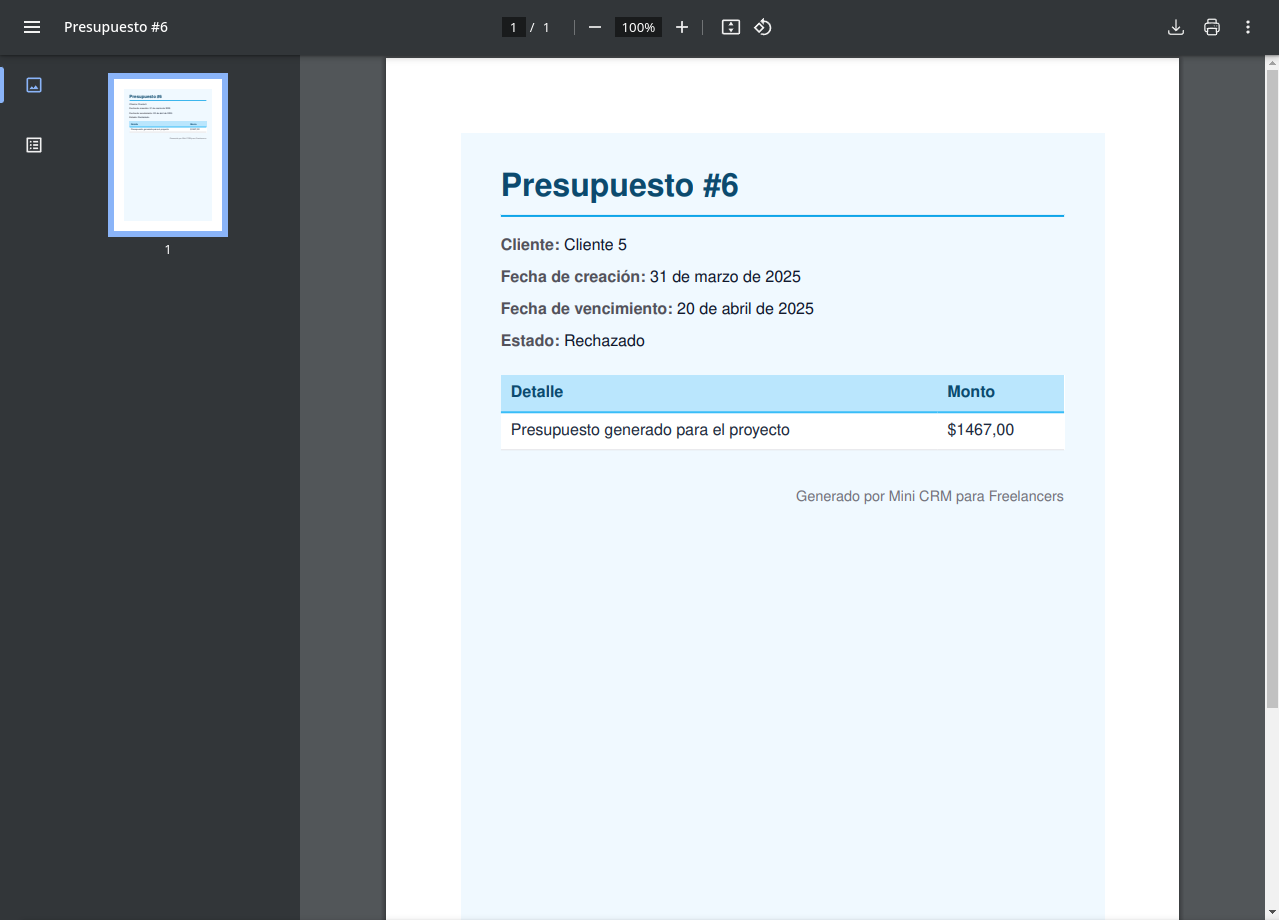 Presupuesto #6
1 / 1
100%
1
Presupuesto #6
Cliente: Cliente 5
Fecha de creación: 31 de marzo de 2025
Fecha de vencimiento: 20 de abril de 2025
Estado: Rechazado
Detalle Monto
Presupuesto generado para el proyecto $1467,00
Generado por Mini CRM para Freelancers